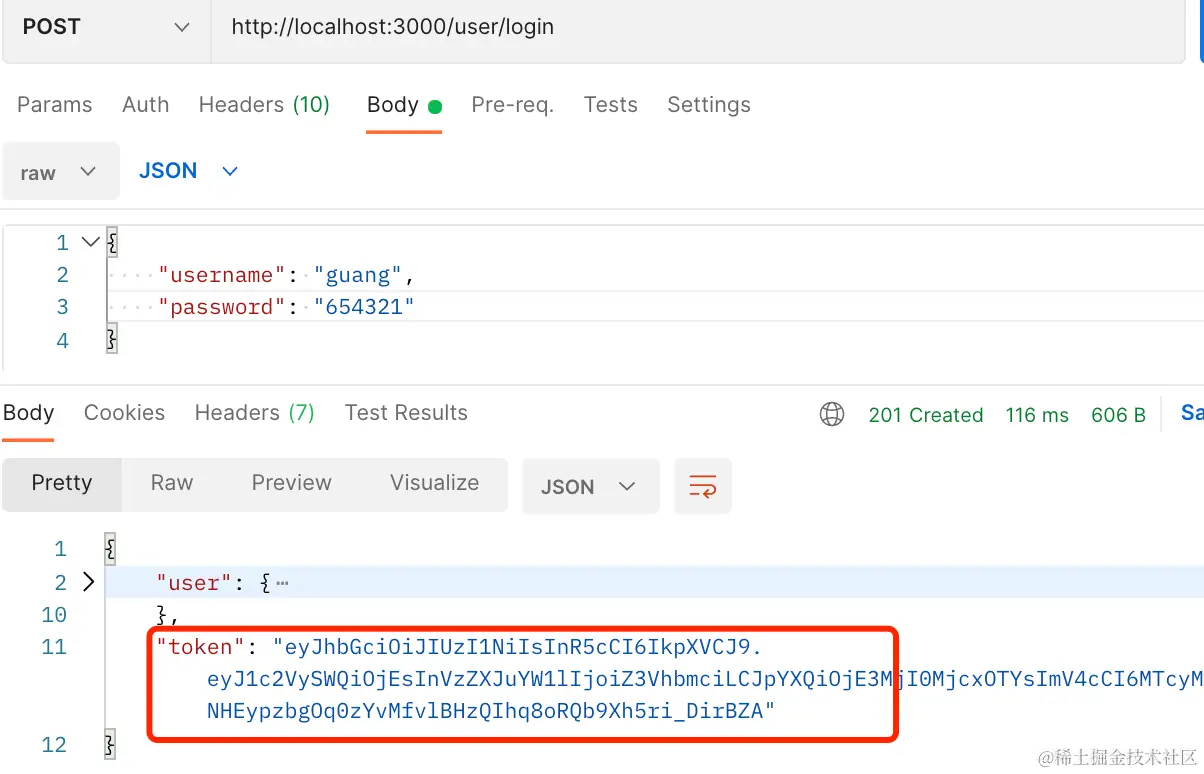 POST http://localhost:3000/user/login
Params Auth Headers (10) Body Pre-req. Tests Settings
raw JSON
1 {
2 "username": "guang",
3 "password": "654321"
4 }
Body Cookies Headers (7) Test Results 201 Created 116 ms 606 B Sa
Pretty Raw Preview Visualize JSON
1 {
2 "user": {…
10 },
11 "token": "eyJhbGciOiJIUzI1NiIsInR5cCI6IkpXVCJ9.
eyJ1c2VySWQiOjEsInVzZXJuYW1lIjoiZ3VhbmciLCJpYXQiOjE3MjI0MjcxOTYsImV4cCI6MTcyM
NHEypzbgOq0zYvMfvlBHzQIhq8oRQb9Xh5ri_DirBZA"
12 }
@稀土掘金技术社区